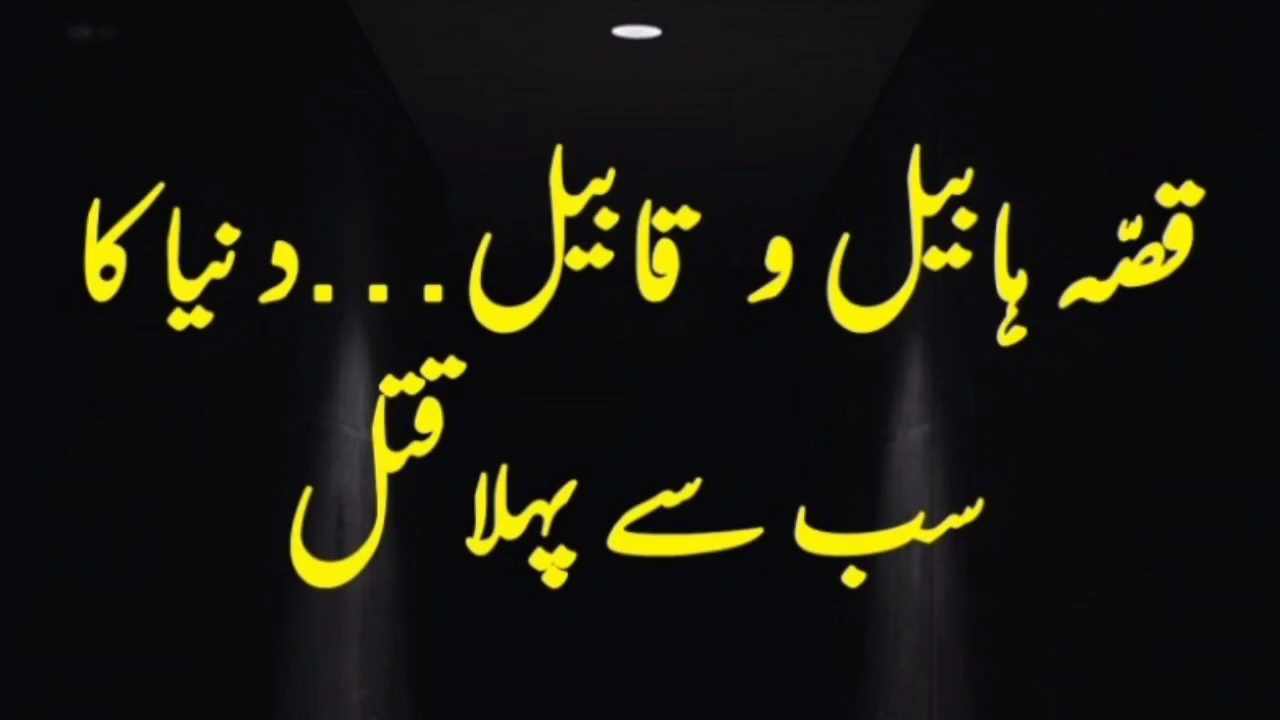 قصّہ ہابیل و قابیل...دنیا کا
سب سے پہلا قتل